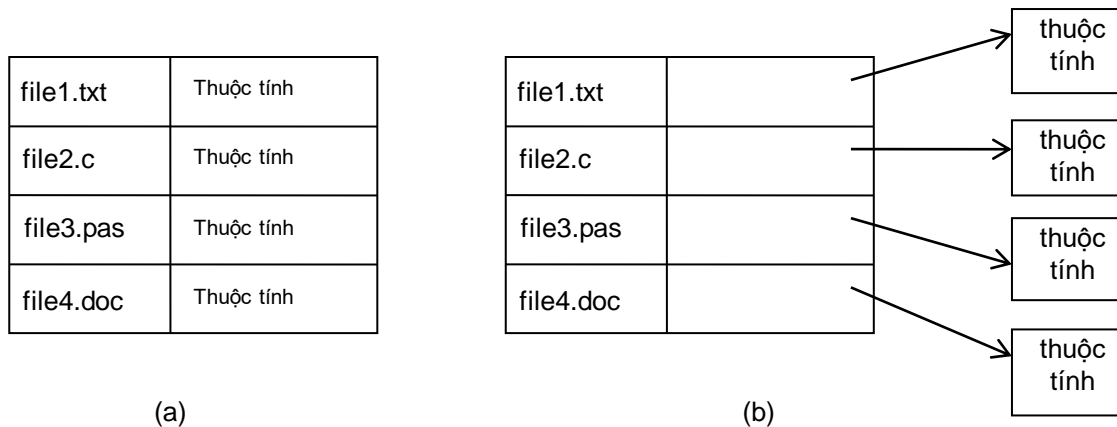 file1.txt Thuộc tính
file2.c Thuộc tính
file3.pas Thuộc tính
file4.doc Thuộc tính
(a)
file1.txt
file2.c
file3.pas
file4.doc
thuộc
tính
thuộc
tính
thuộc
tính
thuộc
tính
(b)